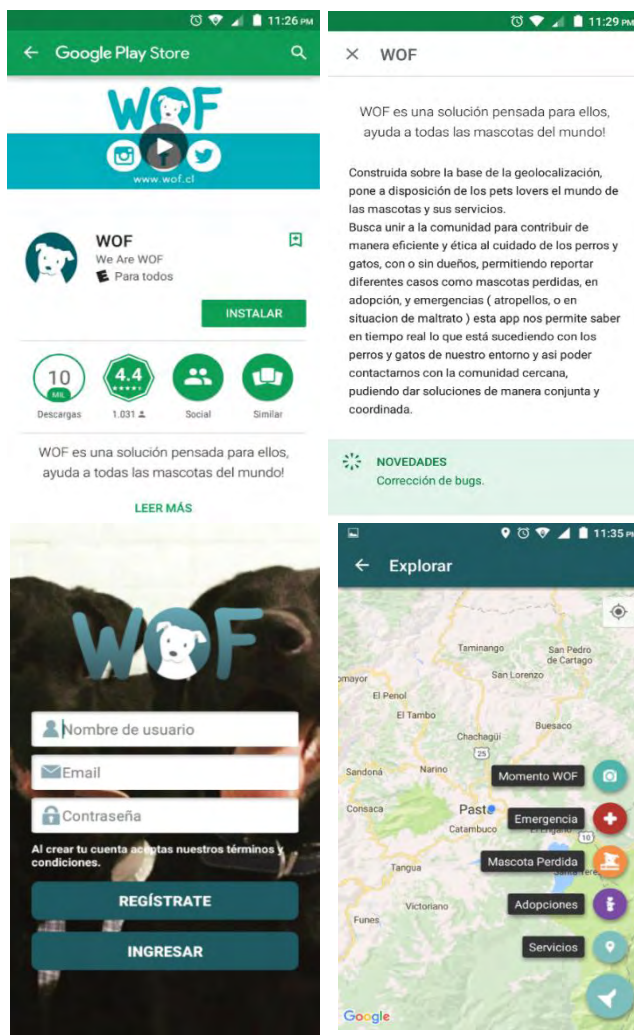 11:26 PM
Google Play Store
WOF
www.wof.cl
WOF
We Are WOF
E Para todos
INSTALAR
10
MIL
4.4
Descargas
1.031
Social
Similar
WOF es una solución pensada para ellos,
ayuda a todas las mascotas del mundo!
LEER MÁS
11:29 PM
WOF
WOF es una solución pensada para ellos,
ayuda a todas las mascotas del mundo!
Construida sobre la base de la geolocalización,
pone a disposición de los pets lovers el mundo de
las mascotas y sus servicios.
Busca unir a la comunidad para contribuir de
manera eficiente y ética al cuidado de los perros y
gatos, con o sin dueños, permitiendo reportar
diferentes casos como mascotas perdidas, en
adopción, y emergencias ( atropellos, o en
situacion de maltrato ) esta app nos permite saber
en tiempo real lo que está sucediendo con los
perros y gatos de nuestro entorno y asi poder
contactarnos con la comunidad cercana,
pudiendo dar soluciones de manera conjunta y
coordinada.
NOVEDADES
Corrección de bugs.
WOF
Nombre de usuario
Email
Contraseña
Al crear tu cuenta aceptas nuestros términos y
condiciones.
REGÍSTRATE
INGRESAR
11:35 PM
Explorar
Taminango
San Pedro
de Cartago
San Lorenzo
El Penol
El Tambo
Buesaco
Chachagüí
25
Sandoná
Narino
Momento WOF
Consaca
Pasto
Emergencia
Catambuco
10
Mascota Perdida
Tangua
Victoriano
Adopciones
Funes
Servicios
Google